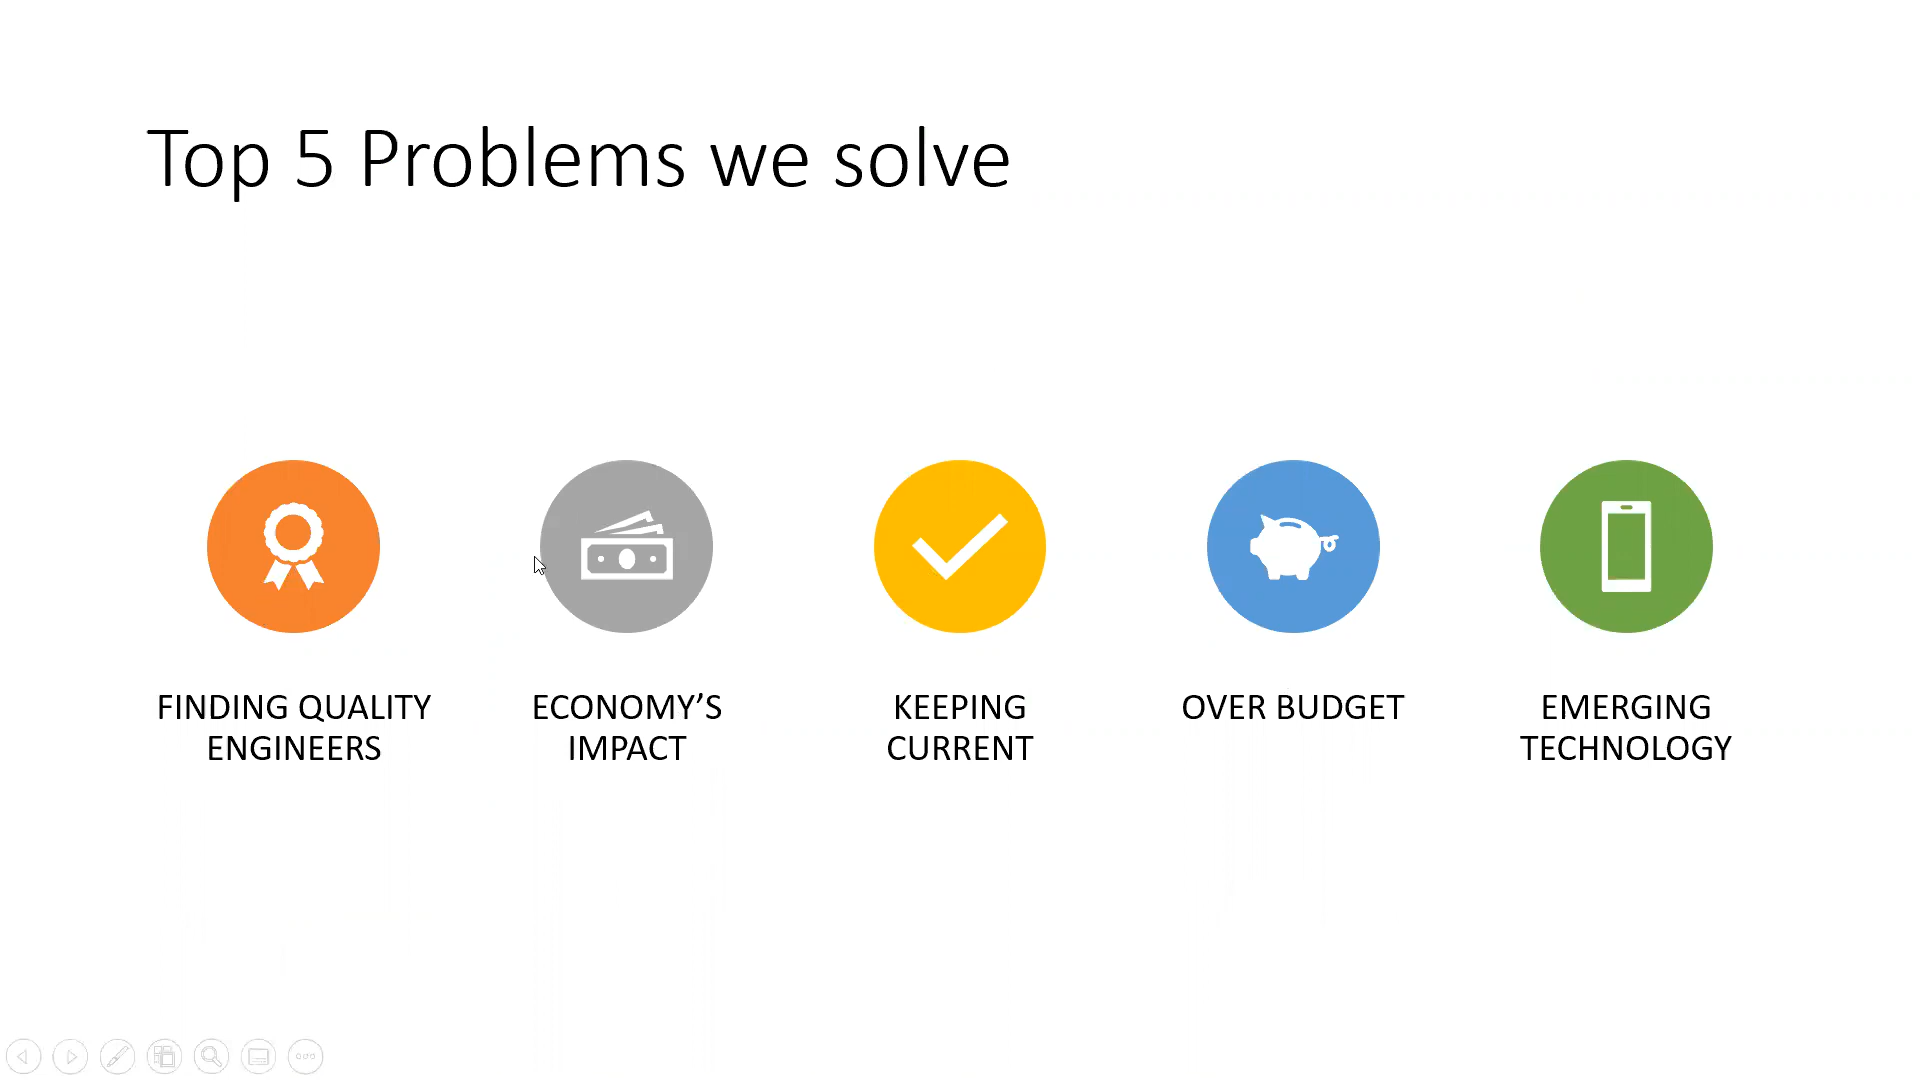 Top 5 Problems we solve
FINDING QUALITY
ENGINEERS
ECONOMY’S
IMPACT
KEEPING
CURRENT
OVER BUDGET
EMERGING
TECHNOLOGY